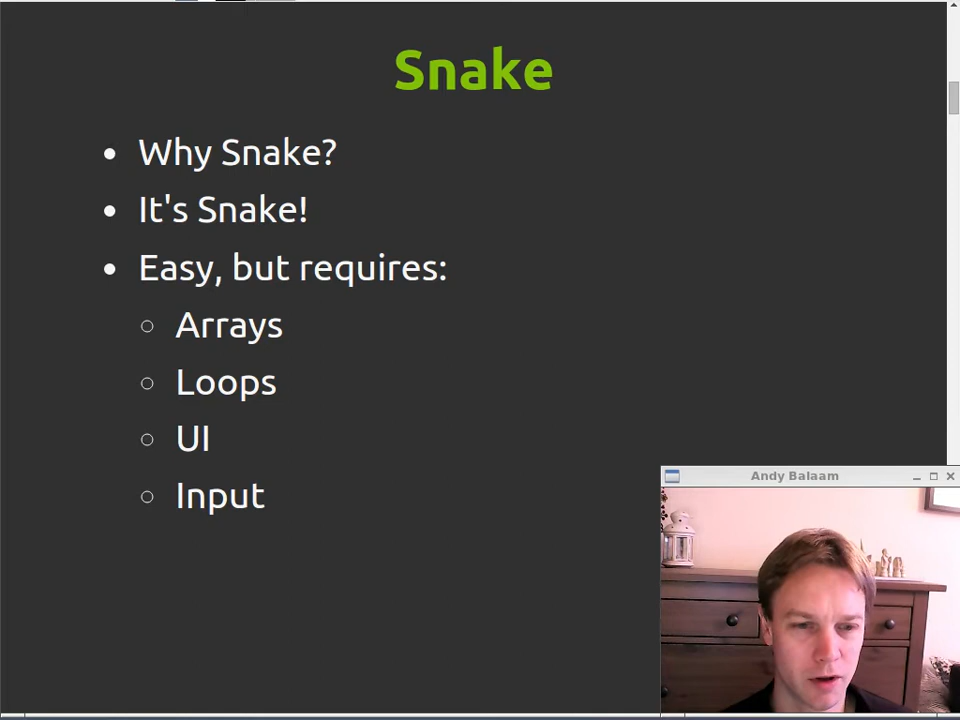 Snake
Why Snake?
It's Snake!
Easy, but requires:
Arrays
Loops
UI
Input
Andy Balaam